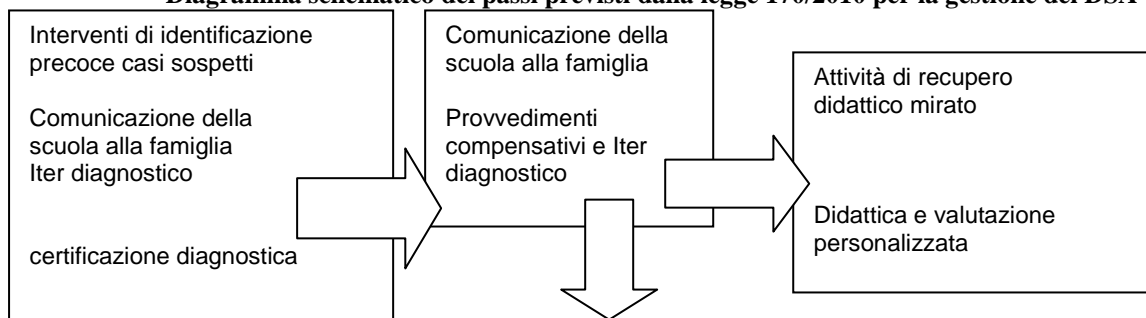 Diagramma schematico dei passi previsti dalla legge 170/2010 per la gestione dei DSA
Interventi di identificazione
precoce casi sospetti
Comunicazione della
scuola alla famiglia
Iter diagnostico
certificazione diagnostica
Comunicazione della
scuola alla famiglia
Provvedimenti
compensativi e Iter
diagnostico
Attività di recupero
didattico mirato
Didattica e valutazione
personalizzata